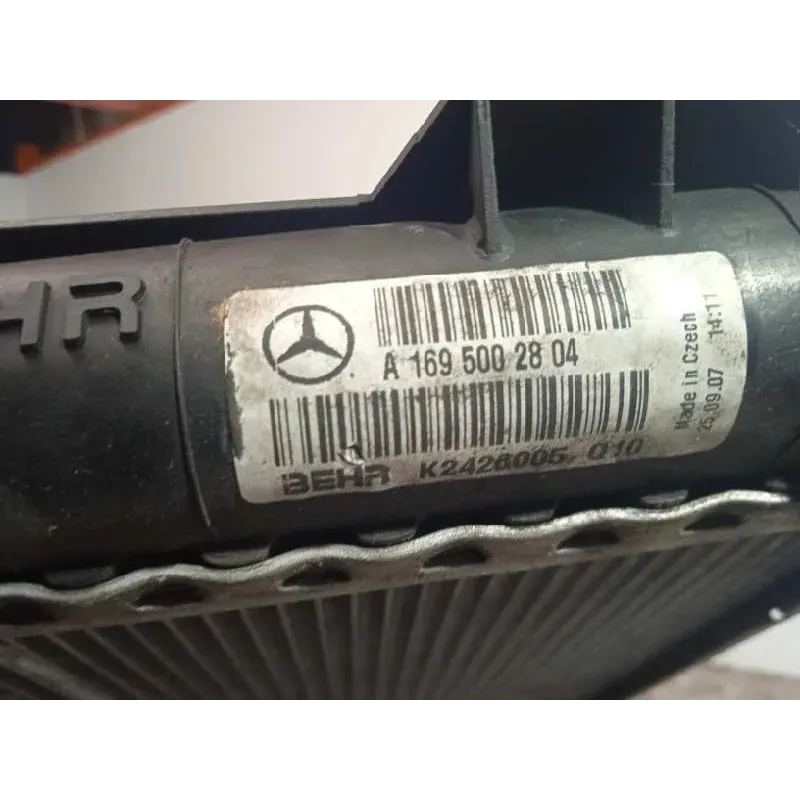 HR
A 169 500 28 04
BEHR K2426005 Q10
Made in Czech
25.09.07 14:11